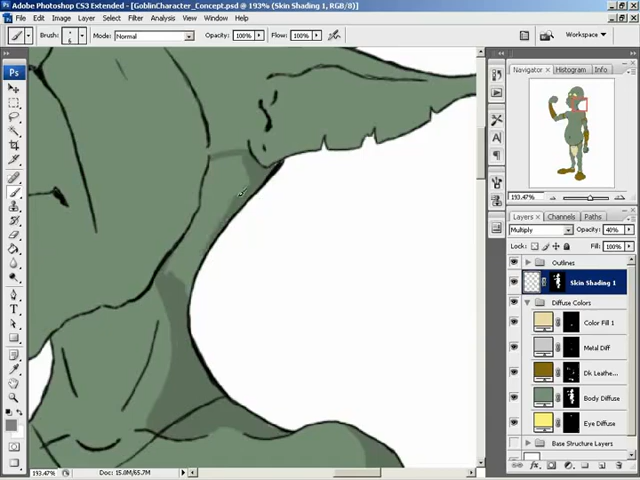 Adobe Photoshop CS3 Extended - [GoblinCharacter_Concept.psd @ 193% (Skin Shading 1, RGB/8)]
File Edit Image Layer Select Filter Analysis View Window Help
Brush: Mode: Normal Opacity: 100% Flow: 100% Workspace
Ps
Navigator Histogram Info
193.47%
Layers Channels Paths
Multiply Opacity: 40%
Lock: Fill: 100%
Outlines
Skin Shading 1
Diffuse Colors
Color Fill 1
Metal Diff
Dk Leathe...
Body Diffuse
Eye Diffuse
Base Structure Layers
193.47% Doc: 15.8M/65.7M